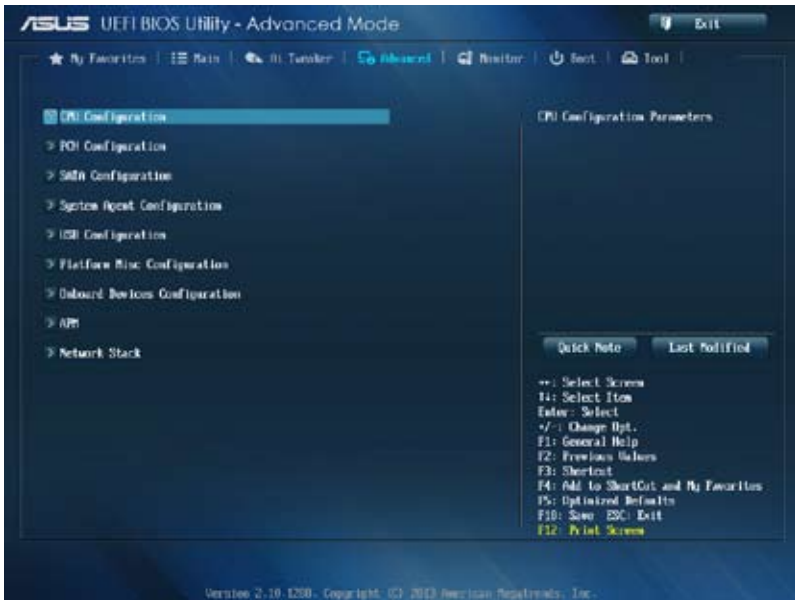 ASUS UEFI BIOS Utility - Advanced Mode
Exit
My Favorites | Main | Ai Tweaker | Advanced | Monitor | Boot | Tool |
CPU Configuration
> PCH Configuration
> SATA Configuration
> System Agent Configuration
> USB Configuration
> Platform Misc Configuration
> Onboard Devices Configuration
> APM
> Network Stack
CPU Configuration Parameters
Quick Note
Last Modified
→←: Select Screen
↑↓: Select Item
Enter: Select
+/-: Change Opt.
F1: General Help
F2: Previous Values
F3: Shortcut
F4: Add to ShortCut and My Favorites
F5: Optimized Defaults
F10: Save ESC: Exit
F12: Print Screen
Version 2.10.1208. Copyright (C) 2013 American Megatrends, Inc.